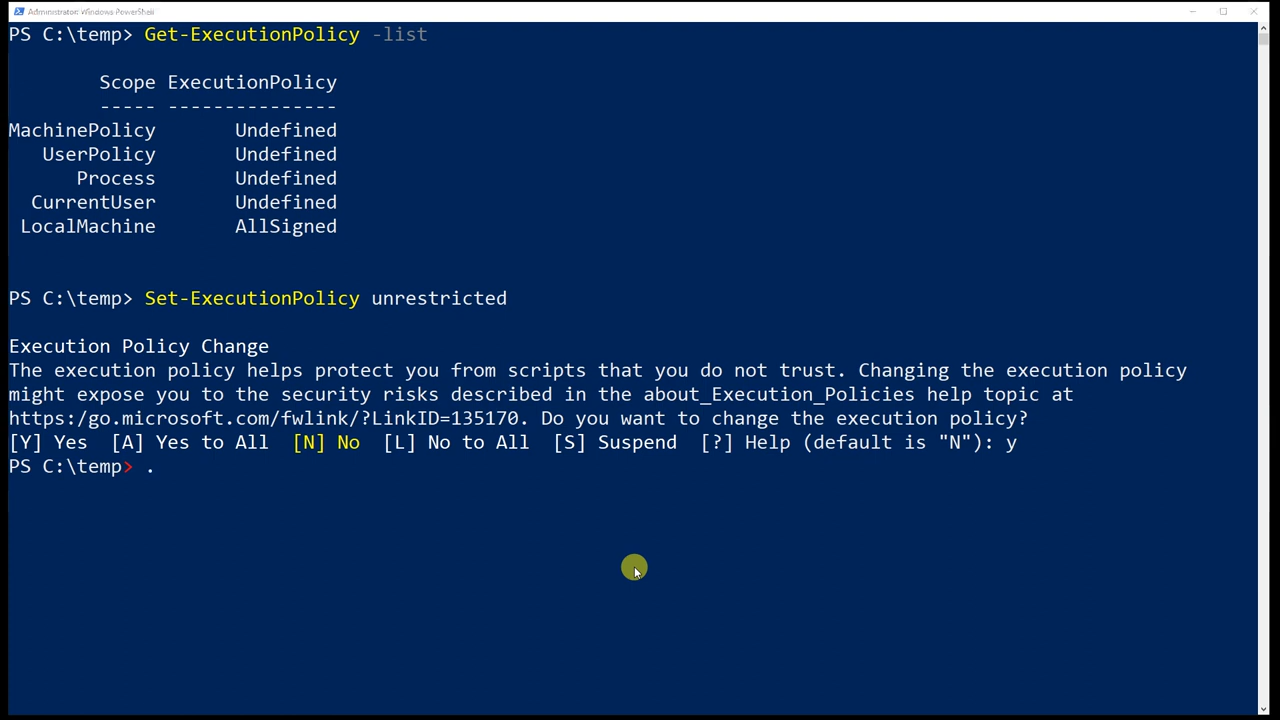 Administrator: Windows PowerShell
PS C:\temp> Get-ExecutionPolicy -list
Scope ExecutionPolicy
----- ---------------
MachinePolicy Undefined
UserPolicy Undefined
Process Undefined
CurrentUser Undefined
LocalMachine AllSigned
PS C:\temp> Set-ExecutionPolicy unrestricted
Execution Policy Change
The execution policy helps protect you from scripts that you do not trust. Changing the execution policy
might expose you to the security risks described in the about_Execution_Policies help topic at
https:/go.microsoft.com/fwlink/?LinkID=135170. Do you want to change the execution policy?
[Y] Yes  [A] Yes to All  [N] No  [L] No to All  [S] Suspend  [?] Help (default is "N"): y
PS C:\temp> .